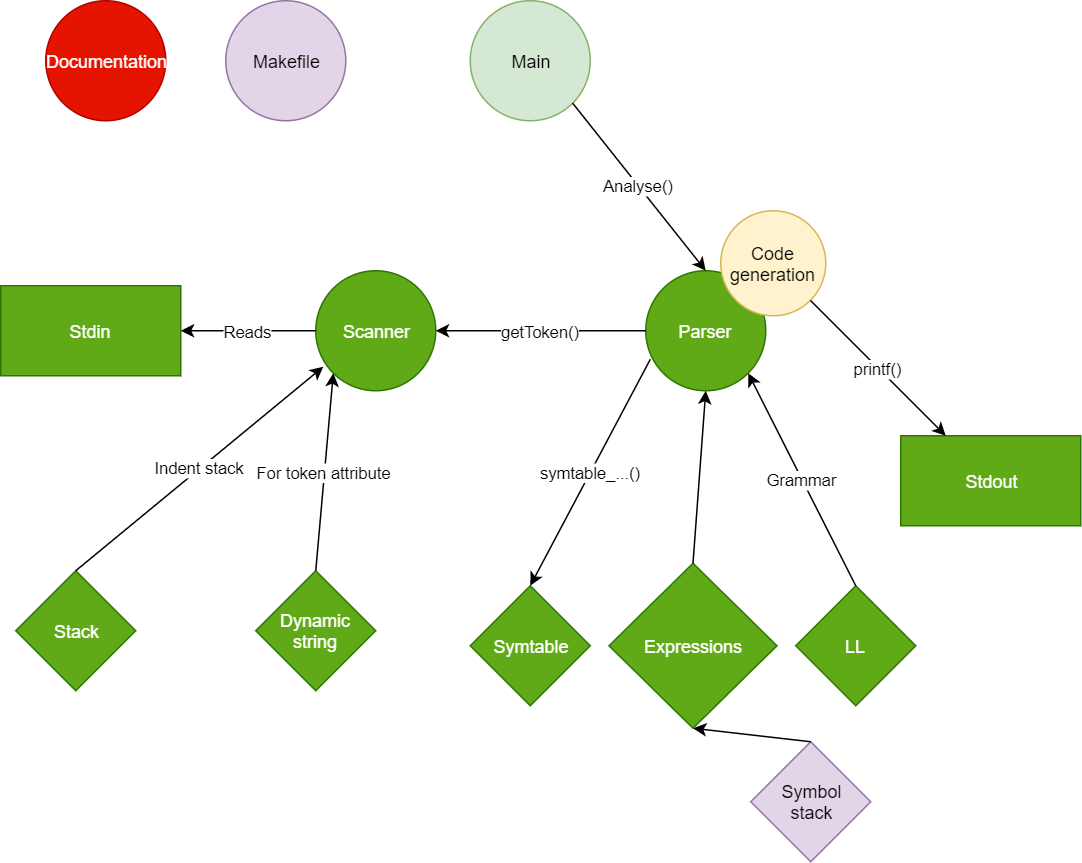 Documentation
Makefile
Main
Analyse()
Code
generation
Stdin
Reads
Scanner
getToken()
Parser
printf()
Indent stack
For token attribute
symtable_...()
Grammar
Stdout
Stack
Dynamic
string
Symtable
Expressions
LL
Symbol
stack